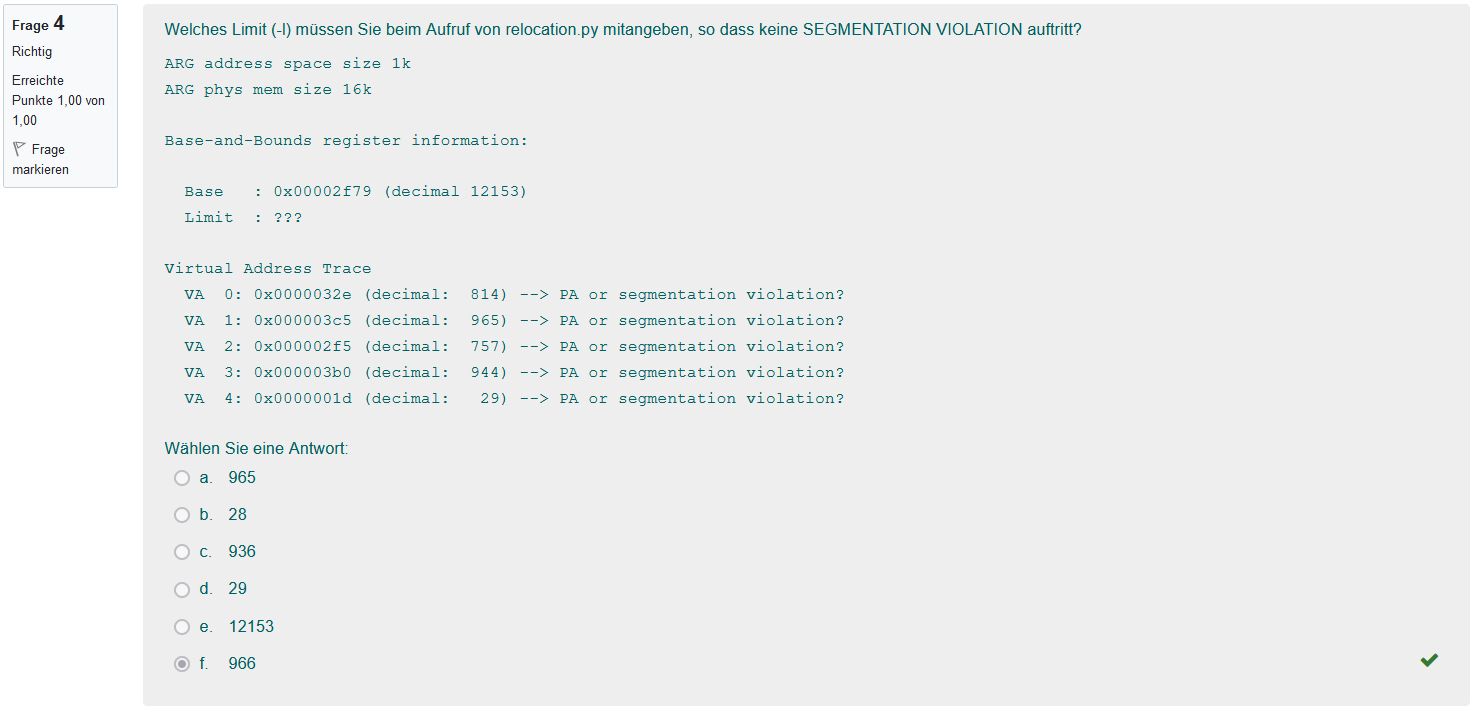 Frage 4
Richtig
Erreichte
Punkte 1,00 von
1,00
Frage
markieren
Welches Limit (-l) müssen Sie beim Aufruf von relocation.py mitangeben, so dass keine SEGMENTATION VIOLATION auftritt?
ARG address space size 1k
ARG phys mem size 16k
Base-and-Bounds register information:
Base   : 0x00002f79 (decimal 12153)
Limit  : ???
Virtual Address Trace
VA  0: 0x0000032e (decimal:  814) --> PA or segmentation violation?
VA  1: 0x000003c5 (decimal:  965) --> PA or segmentation violation?
VA  2: 0x000002f5 (decimal:  757) --> PA or segmentation violation?
VA  3: 0x000003b0 (decimal:  944) --> PA or segmentation violation?
VA  4: 0x0000001d (decimal:   29) --> PA or segmentation violation?
Wählen Sie eine Antwort:
a. 965
b. 28
c. 936
d. 29
e. 12153
f. 966